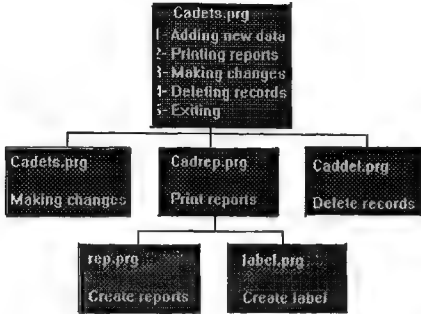 Cadets.prg
1- Adding new data
2- Printing reports
3- Making changes
4- Deleting records
5- Exiting
Cadets.prg
Making changes
Cadrep.prg
Print reports
Caddel.prg
Delete records
rep.prg
Create reports
label.prg
Create label